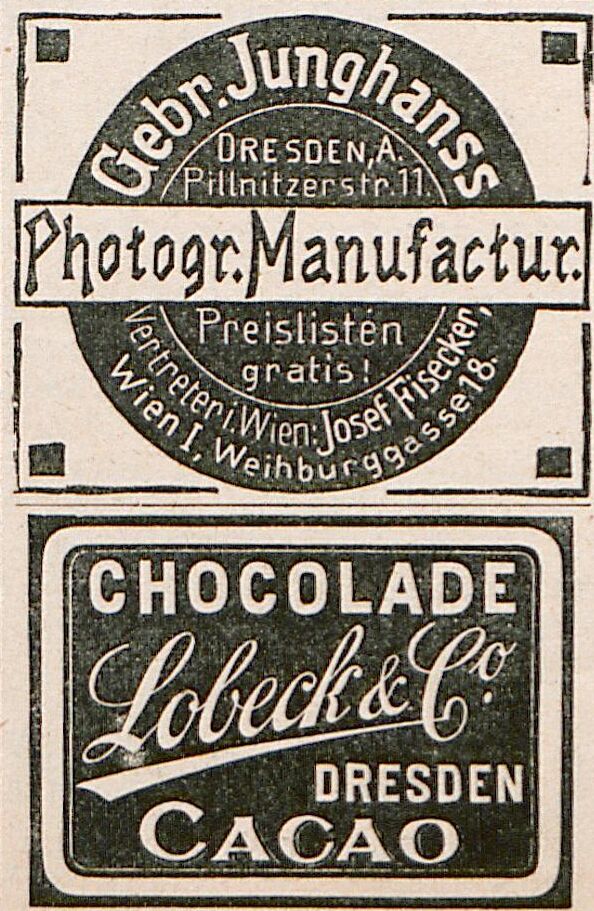 Gebr. Junghanss
DRESDEN, A.
Pillnitzerstr. 11.
Photogr. Manufactur.
Preislisten
gratis!
Vertreter i. Wien: Josef Fisecker,
Wien I, Weihburggasse 18.
CHOCOLADE
Lobeck & Co.
DRESDEN
CACAO